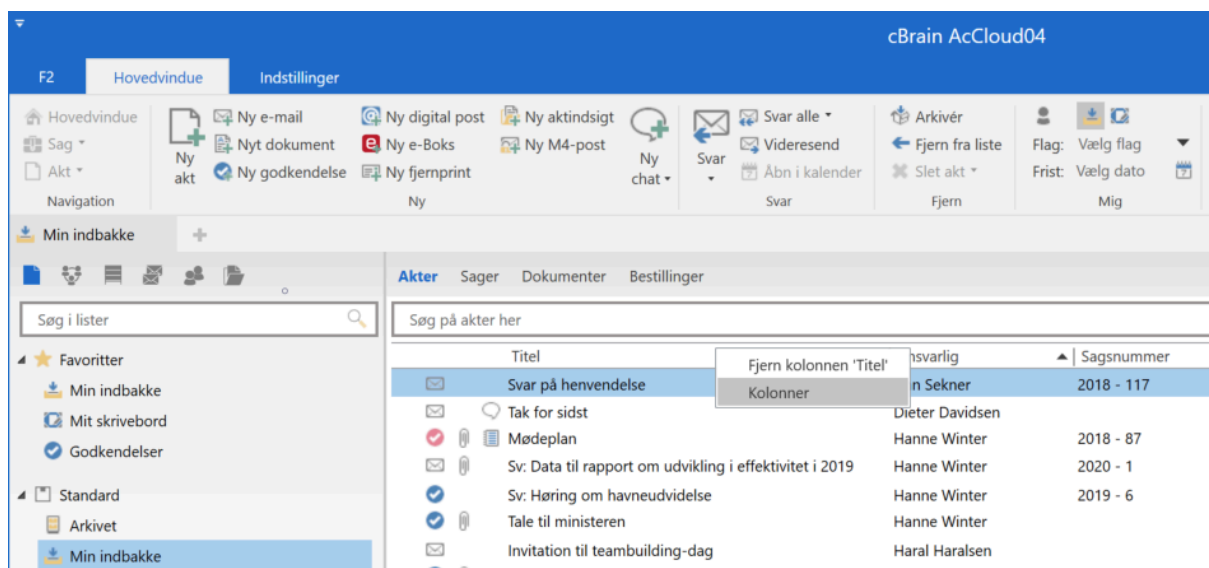 cBrain AcCloud04
F2 Hovedvindue Indstillinger
Hovedvindue
Sag
Akt
Navigation
Ny akt
Ny e-mail
Nyt dokument
Ny godkendelse
Ny digital post
Ny e-Boks
Ny fjernprint
Ny aktindsigt
Ny M4-post
Ny chat
Ny
Svar
Svar alle
Videresend
Åbn i kalender
Svar
Arkivér
Fjern fra liste
Slet akt
Fjern
Flag: Vælg flag
Frist: Vælg dato
Mig
Min indbakke
Søg i lister
Favoritter
Min indbakke
Mit skrivebord
Godkendelser
Standard
Arkivet
Min indbakke
Akter Sager Dokumenter Bestillinger
Søg på akter her
Titel nsvarlig Sagsnummer
Fjern kolonnen 'Titel'
Kolonner
Svar på henvendelse n Sekner 2018 - 117
Tak for sidst Dieter Davidsen
Mødeplan Hanne Winter 2018 - 87
Sv: Data til rapport om udvikling i effektivitet i 2019 Hanne Winter 2020 - 1
Sv: Høring om havneudvidelse Hanne Winter 2019 - 6
Tale til ministeren Hanne Winter
Invitation til teambuilding-dag Haral Haralsen